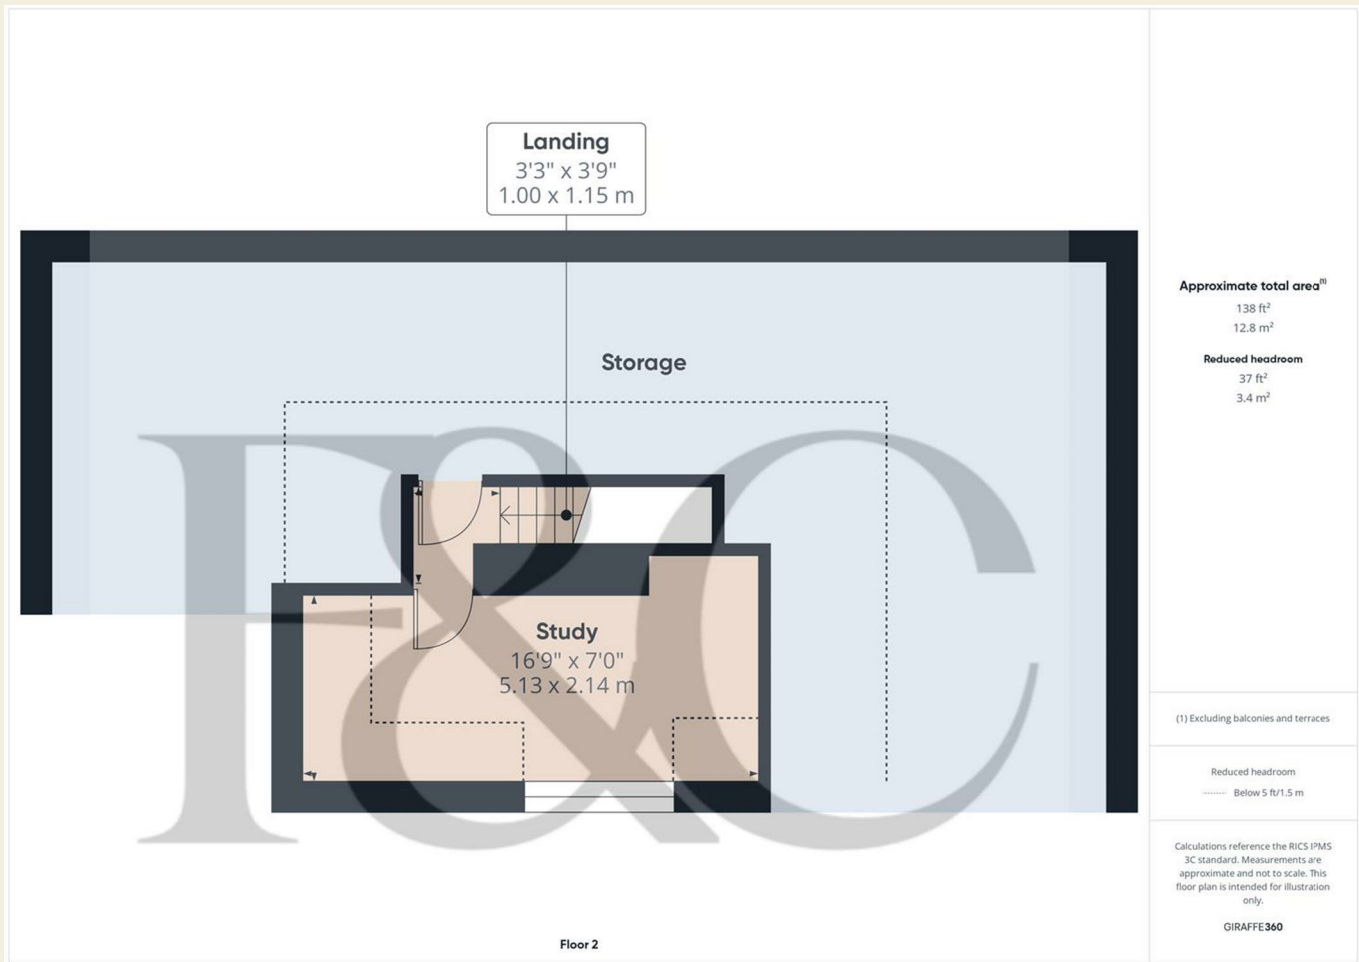 Landing
3'3" x 3'9"
1.00 x 1.15 m
Storage
Study
16'9" x 7'0"
5.13 x 2.14 m
F&C
Floor 2
Approximate total area(1)
138 ft²
12.8 m²
Reduced headroom
37 ft²
3.4 m²
(1) Excluding balconies and terraces
Reduced headroom
Below 5 ft/1.5 m
Calculations reference the RICS IPMS
3C standard. Measurements are
approximate and not to scale. This
floor plan is intended for illustration
only.
GIRAFFE360